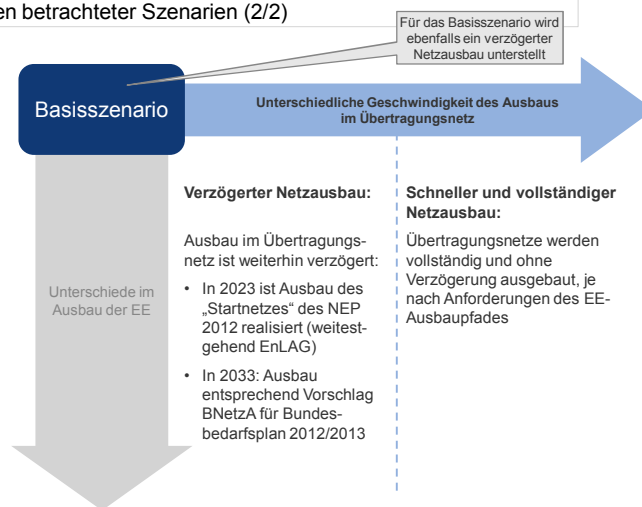 en betrachteter Szenarien (2/2)
Für das Basisszenario wird
ebenfalls ein verzögerter
Netzausbau unterstellt
Basisszenario
Unterschiedliche Geschwindigkeit des Ausbaus
im Übertragungsnetz
Unterschiede im
Ausbau der EE
Verzögerter Netzausbau:
Ausbau im Übertragungs-
netz ist weiterhin verzögert:
• In 2023 ist Ausbau des
„Startnetzes“ des NEP
2012 realisiert (weitest-
gehend EnLAG)
• In 2033: Ausbau
entsprechend Vorschlag
BNetzA für Bundes-
bedarfsplan 2012/2013
Schneller und vollständiger
Netzausbau:
Übertragungsnetze werden
vollständig und ohne
Verzögerung ausgebaut, je
nach Anforderungen des EE-
Ausbaupfades